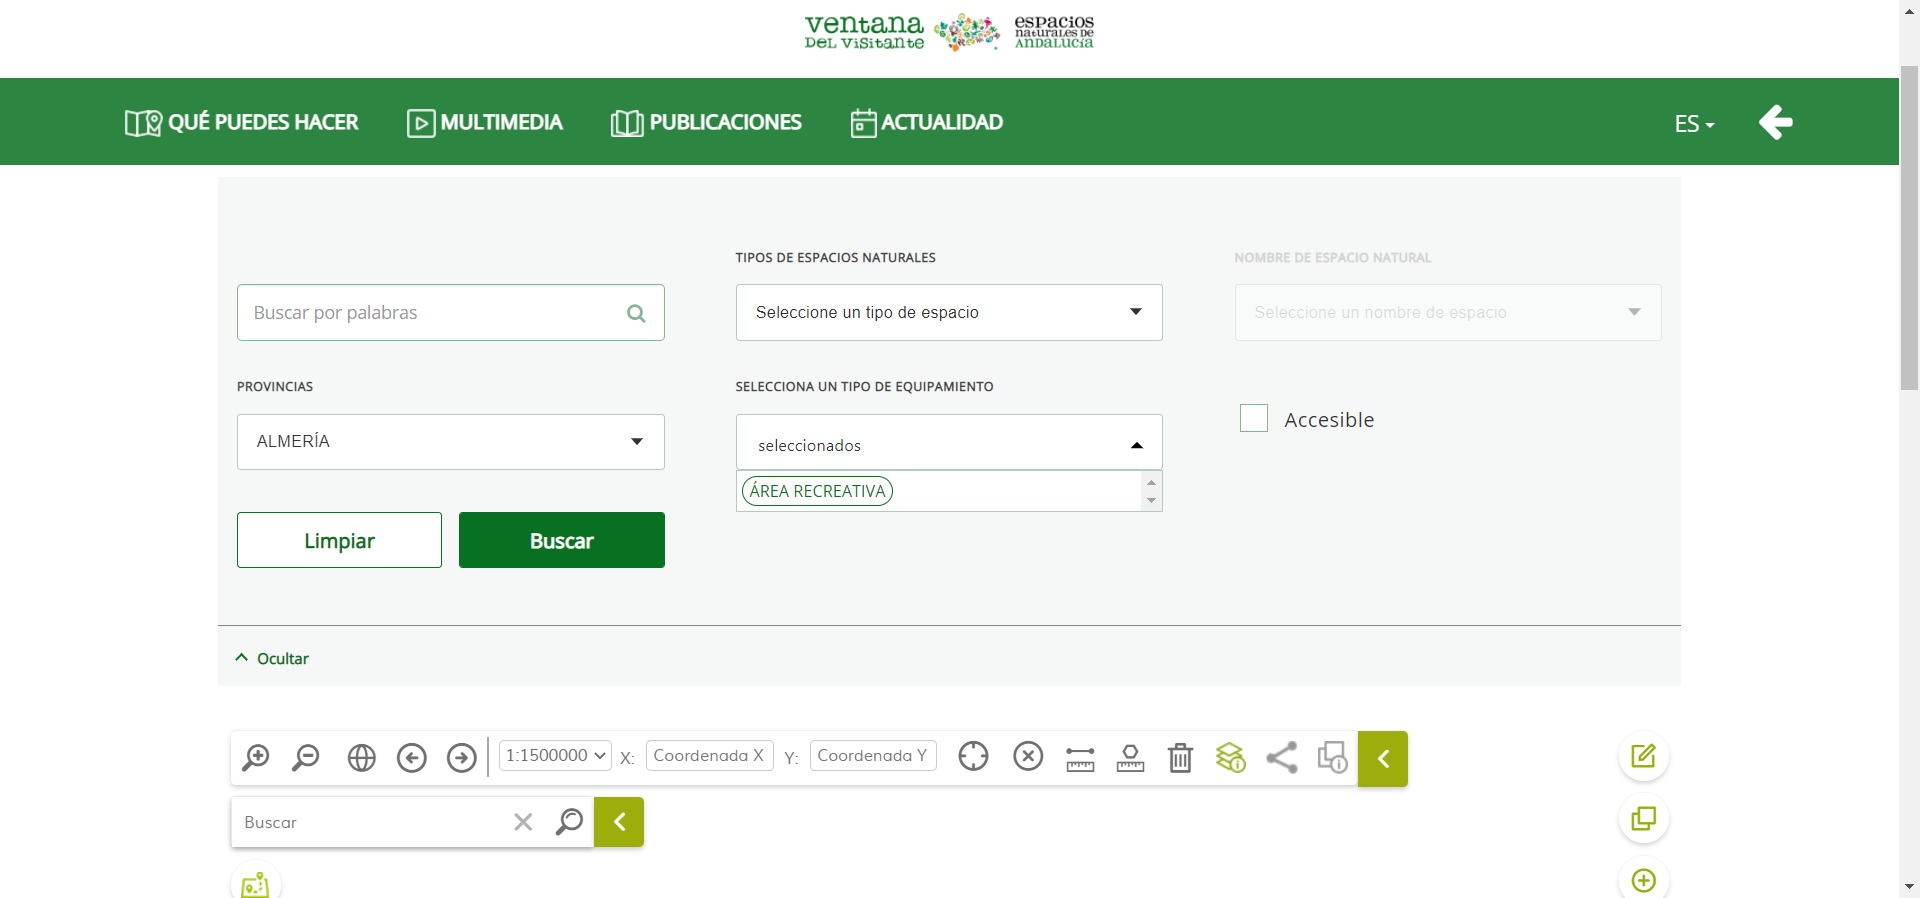 ventana
DEL VISITANTE
ESPACIOS
NATURALES DE
ANDALUCÍA
QUÉ PUEDES HACER
MULTIMEDIA
PUBLICACIONES
ACTUALIDAD
ES
TIPOS DE ESPACIOS NATURALES
NOMBRE DE ESPACIO NATURAL
Buscar por palabras
Seleccione un tipo de espacio
Seleccione un nombre de espacio
PROVINCIAS
SELECCIONA UN TIPO DE EQUIPAMIENTO
ALMERÍA
seleccionados
Accesible
ÁREA RECREATIVA
Limpiar
Buscar
Ocultar
1:1500000
X:
Coordenada X
Y:
Coordenada Y
Buscar